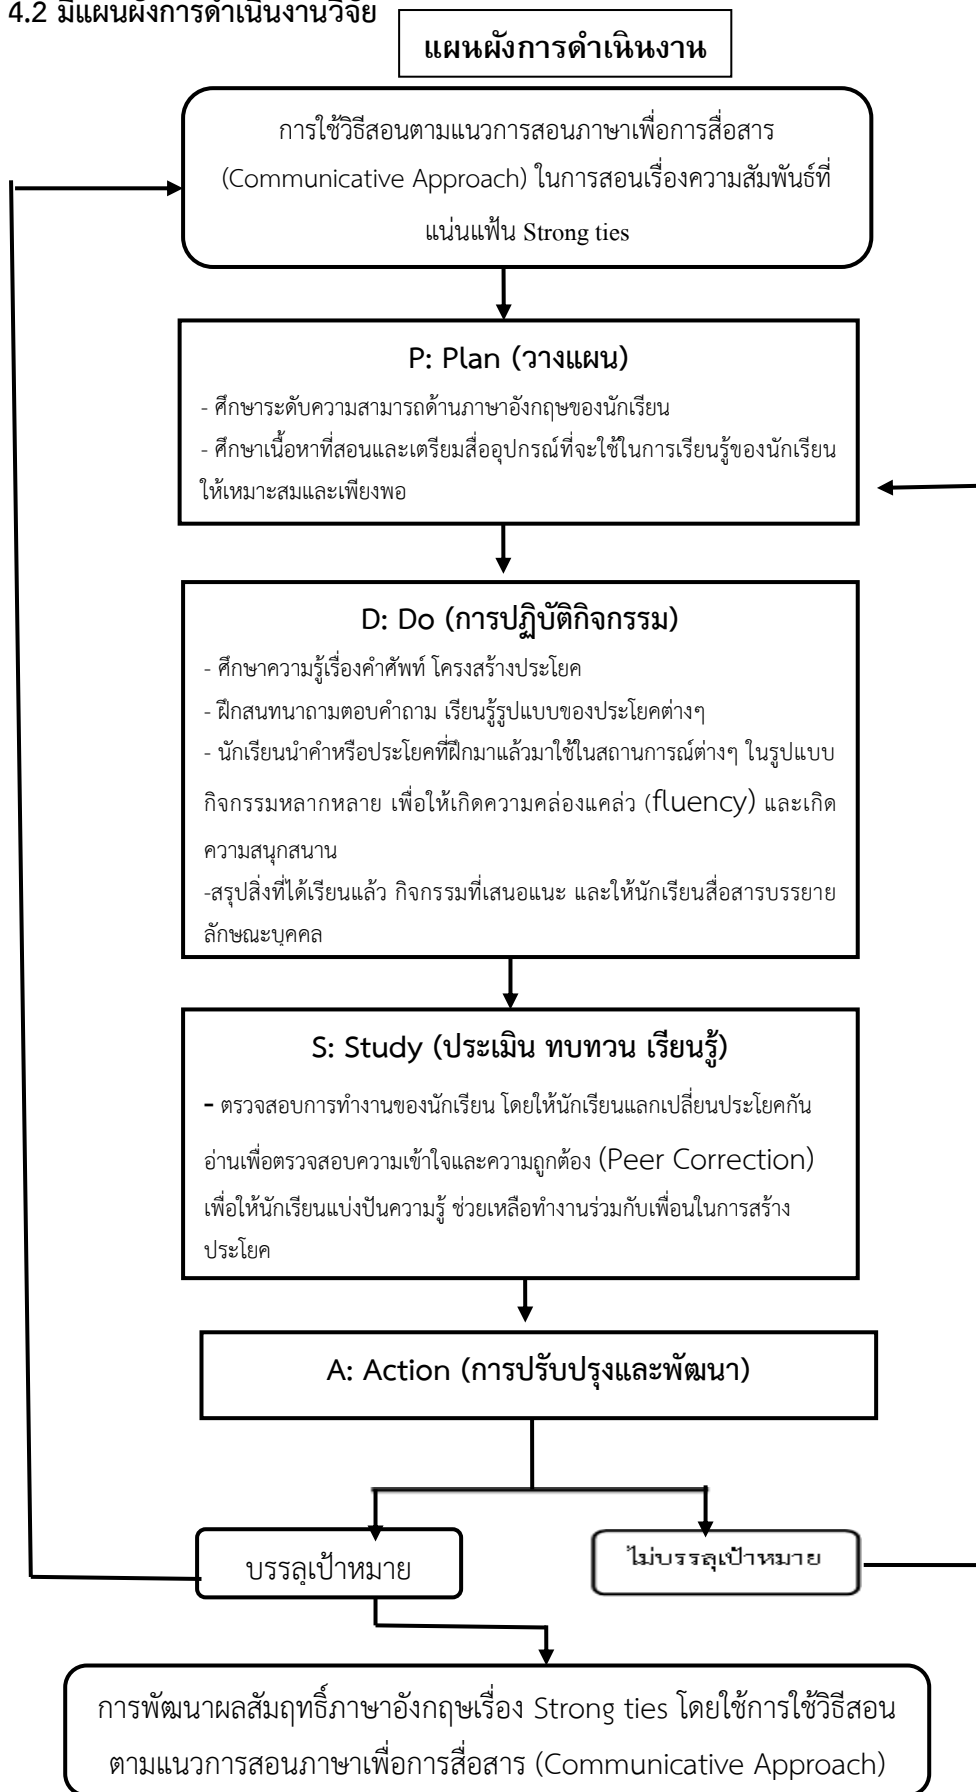 4.2 มีแผนผังการดำเนินงานวิจัย
แผนผังการดำเนินงาน
การใช้วิธีสอนตามแนวการสอนภาษาเพื่อการสื่อสาร
(Communicative Approach) ในการสอนเรื่องความสัมพันธ์ที่
แน่นแฟ้น Strong ties
P: Plan (วางแผน)
- ศึกษาระดับความสามารถด้านภาษาอังกฤษของนักเรียน
- ศึกษาเนื้อหาที่สอนและเตรียมสื่ออุปกรณ์ที่จะใช้ในการเรียนรู้ของนักเรียน
ให้เหมาะสมและเพียงพอ
D: Do (การปฏิบัติกิจกรรม)
- ศึกษาความรู้เรื่องคำศัพท์ โครงสร้างประโยค
- ฝึกสนทนาถามตอบคำถาม เรียนรู้รูปแบบของประโยคต่างๆ
- นักเรียนนำคำหรือประโยคที่ฝึกมาแล้วมาใช้ในสถานการณ์ต่างๆ ในรูปแบบ
กิจกรรมหลากหลาย เพื่อให้เกิดความคล่องแคล่ว (fluency) และเกิด
ความสนุกสนาน
-สรุปสิ่งที่ได้เรียนแล้ว กิจกรรมที่เสนอแนะ และให้นักเรียนสื่อสารบรรยาย
ลักษณะบุคคล
S: Study (ประเมิน ทบทวน เรียนรู้)
- ตรวจสอบการทำงานของนักเรียน โดยให้นักเรียนแลกเปลี่ยนประโยคกัน
อ่านเพื่อตรวจสอบความเข้าใจและความถูกต้อง (Peer Correction)
เพื่อให้นักเรียนแบ่งปันความรู้ ช่วยเหลือทำงานร่วมกับเพื่อนในการสร้าง
ประโยค
A: Action (การปรับปรุงและพัฒนา)
บรรลุเป้าหมาย
ไม่บรรลุเป้าหมาย
การพัฒนาผลสัมฤทธิ์ภาษาอังกฤษเรื่อง Strong ties โดยใช้การใช้วิธีสอน
ตามแนวการสอนภาษาเพื่อการสื่อสาร (Communicative Approach)